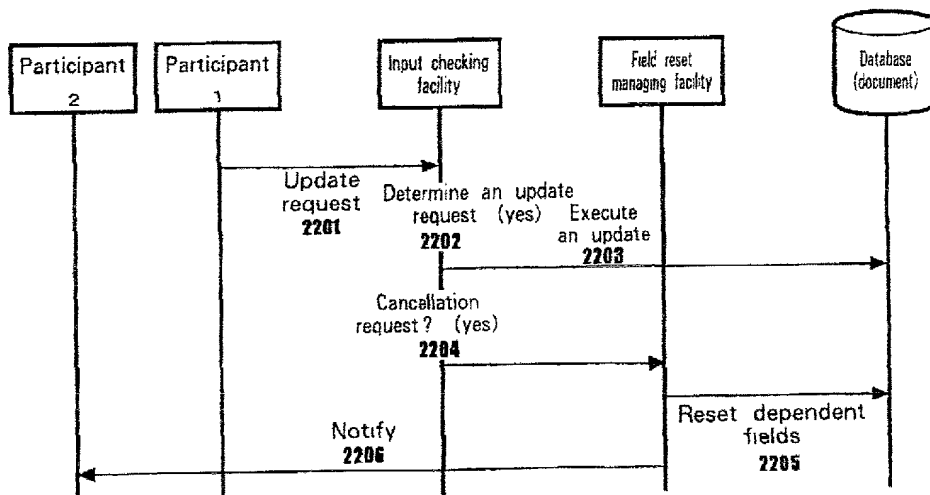 Participant
2
Participant
1
Input checking
facility
Field reset
managing facility
Database
(document)
Update
request
2201
Determine an update
request (yes)
2202
Execute
an update
2203
Cancellation
request? (yes)
2204
Reset dependent
fields
2205
Notify
2206